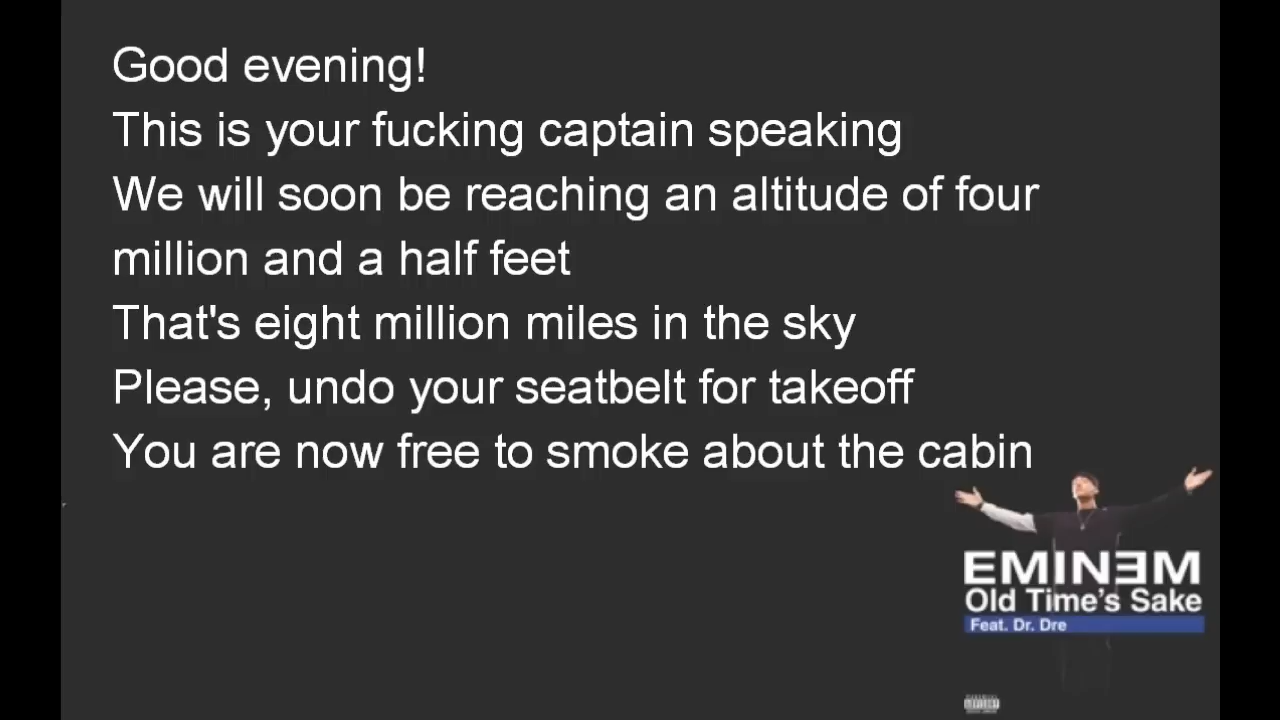 Good evening!
This is your fucking captain speaking
We will soon be reaching an altitude of four
million and a half feet
That's eight million miles in the sky
Please, undo your seatbelt for takeoff
You are now free to smoke about the cabin
EMINƎM
Old Time's Sake
Feat. Dr. Dre